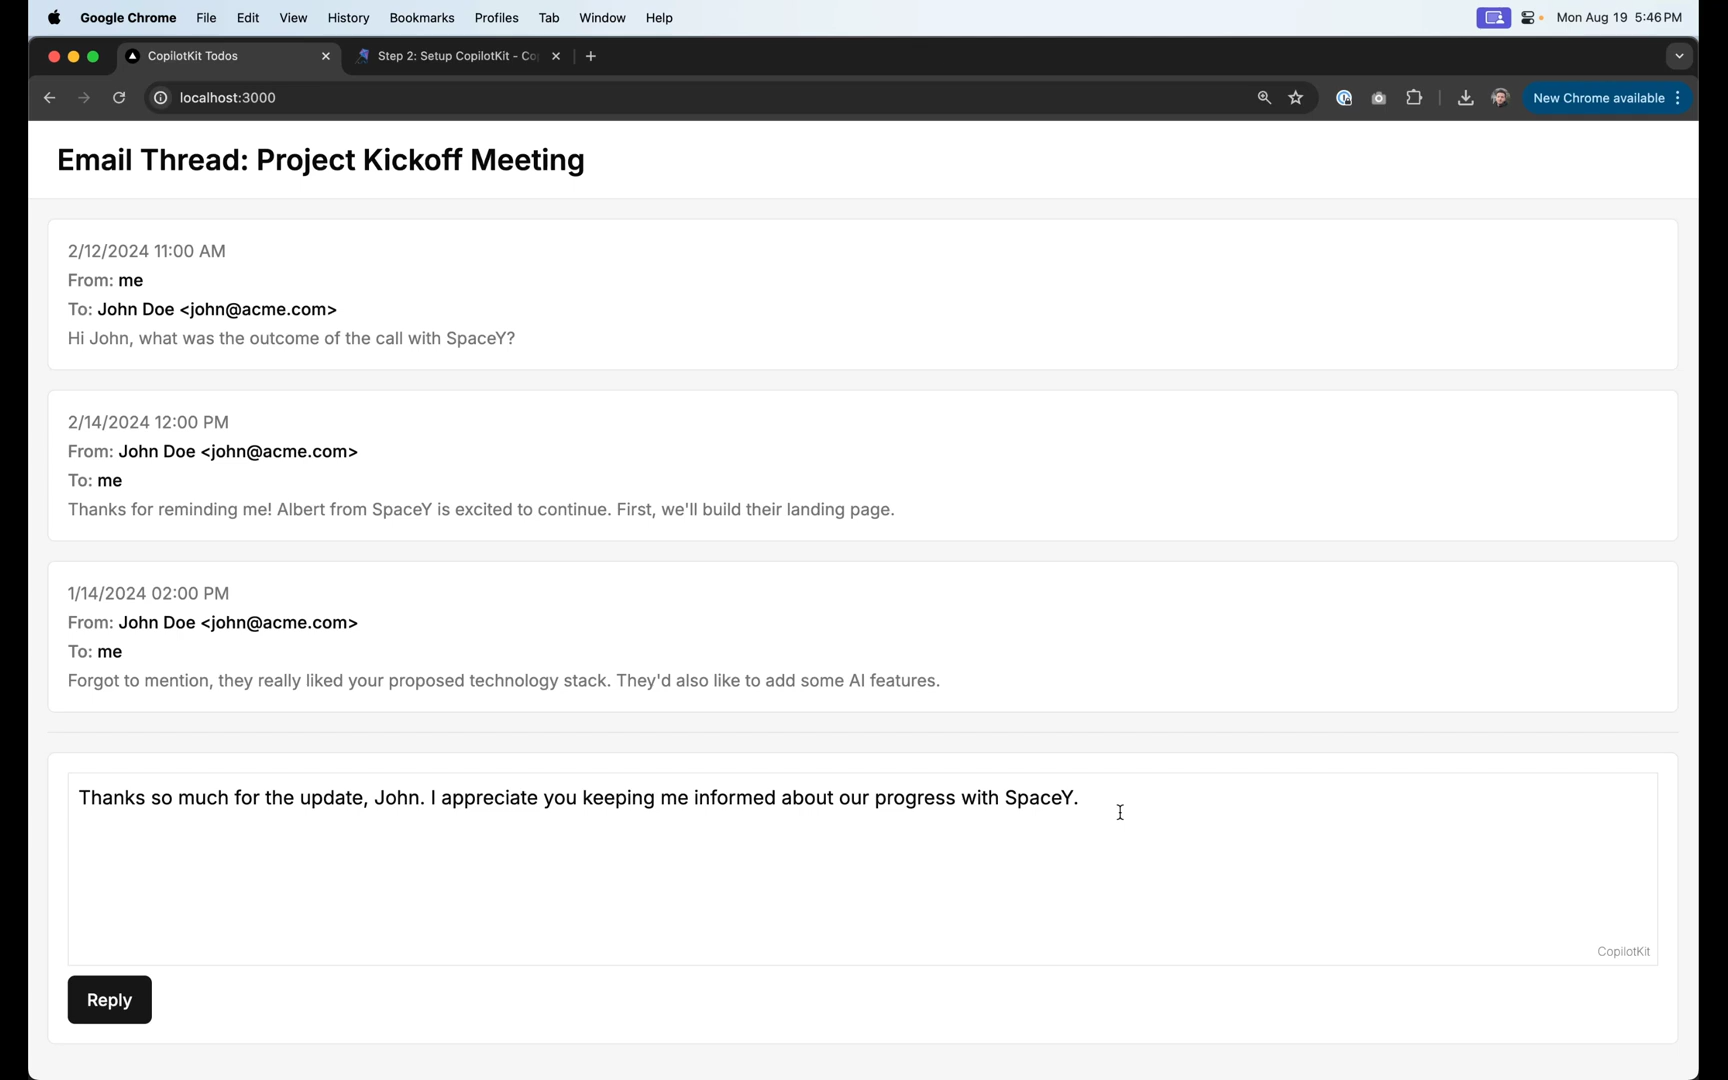 Google Chrome File Edit View History Bookmarks Profiles Tab Window Help Mon Aug 19 5:46 PM
CopilotKit Todos Step 2: Setup CopilotKit - Co
localhost:3000 New Chrome available
Email Thread: Project Kickoff Meeting
2/12/2024 11:00 AM
From: me
To: John Doe <john@acme.com>
Hi John, what was the outcome of the call with SpaceY?
2/14/2024 12:00 PM
From: John Doe <john@acme.com>
To: me
Thanks for reminding me! Albert from SpaceY is excited to continue. First, we'll build their landing page.
1/14/2024 02:00 PM
From: John Doe <john@acme.com>
To: me
Forgot to mention, they really liked your proposed technology stack. They'd also like to add some AI features.
Thanks so much for the update, John. I appreciate you keeping me informed about our progress with SpaceY.
CopilotKit
Reply